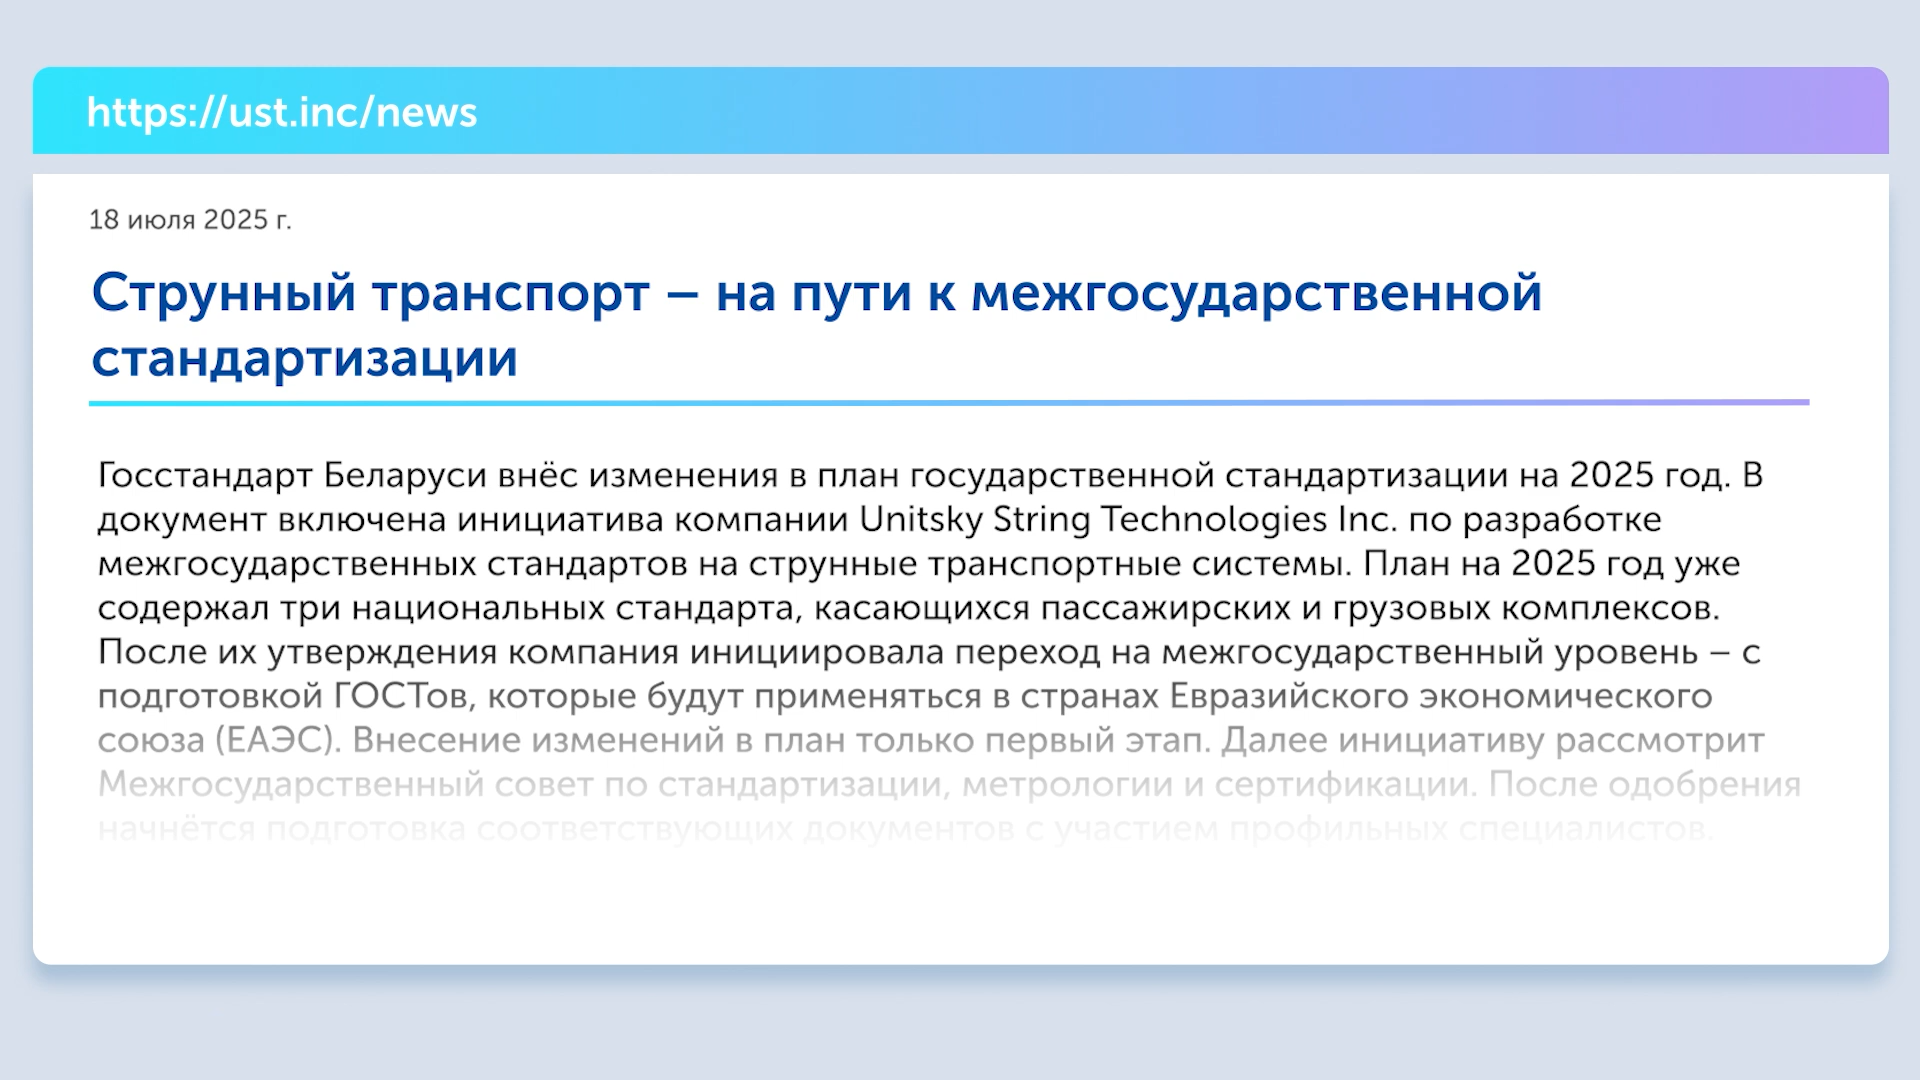 https://ust.inc/news
18 июля 2025 г.
Струнный транспорт – на пути к межгосударственной
стандартизации
Госстандарт Беларуси внёс изменения в план государственной стандартизации на 2025 год. В
документ включена инициатива компании Unitsky String Technologies Inc. по разработке
межгосударственных стандартов на струнные транспортные системы. План на 2025 год уже
содержал три национальных стандарта, касающихся пассажирских и грузовых комплексов.
После их утверждения компания инициировала переход на межгосударственный уровень – с
подготовкой ГОСТов, которые будут применяться в странах Евразийского экономического
союза (ЕАЭС). Внесение изменений в план только первый этап. Далее инициативу рассмотрит
Межгосударственный совет по стандартизации, метрологии и сертификации. После одобрения
начнётся подготовка соответствующих документов с участием профильных специалистов.